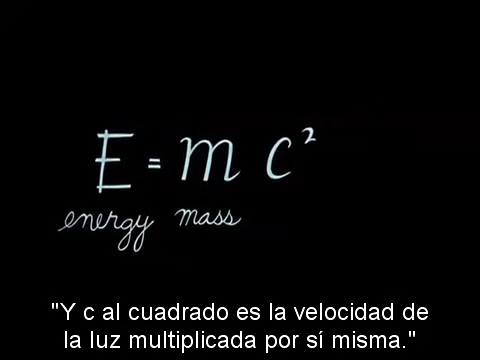 E = m c²
energy mass
"Y c al cuadrado es la velocidad de
la luz multiplicada por sí misma."